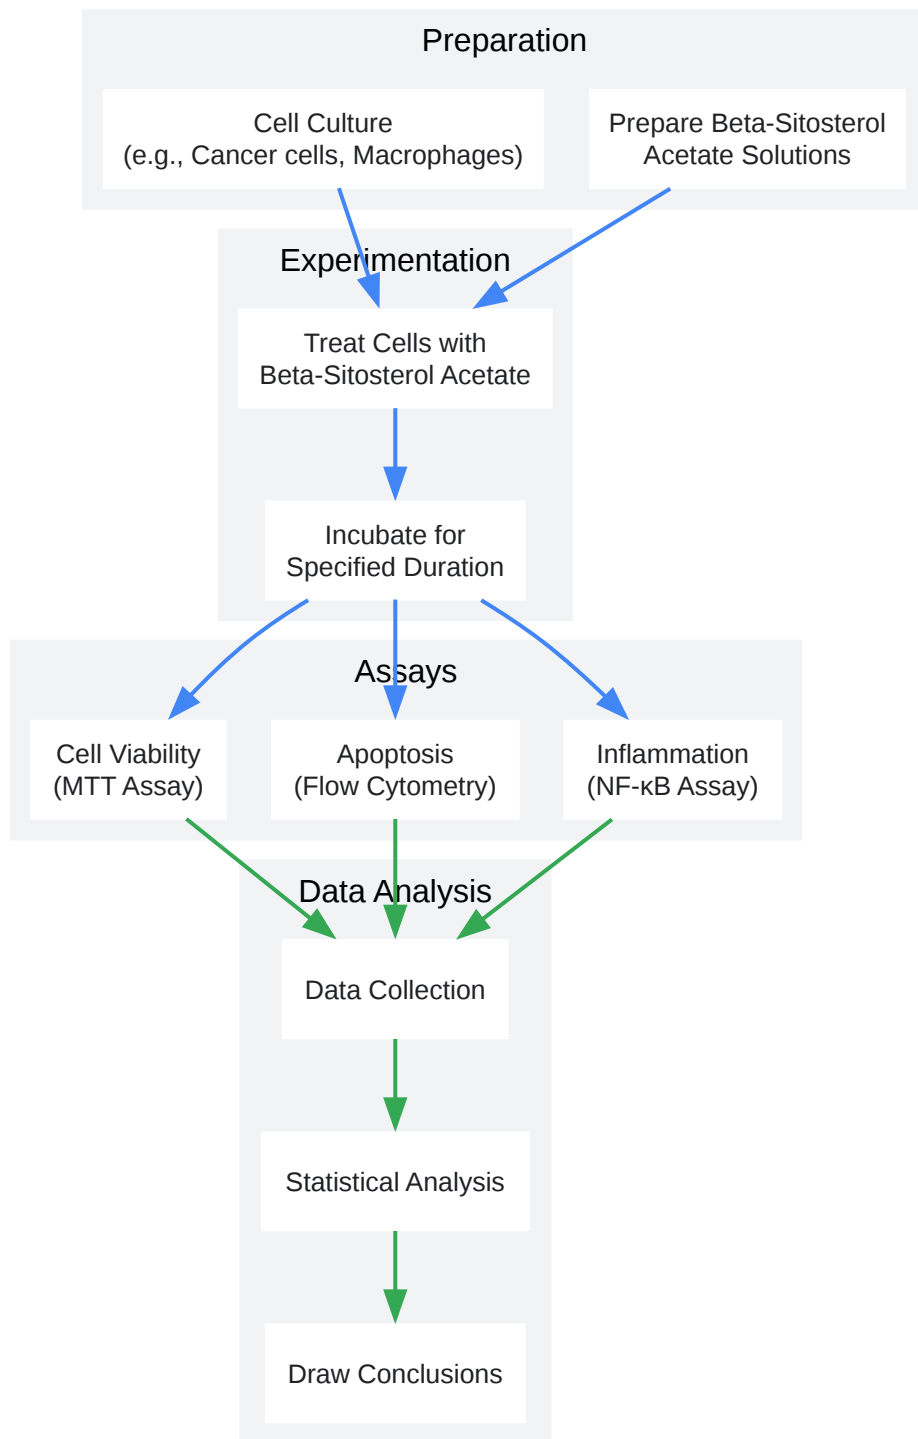 Preparation
Cell Culture
(e.g., Cancer cells, Macrophages)
Prepare Beta-Sitosterol
Acetate Solutions
Experimentation
Treat Cells with
Beta-Sitosterol Acetate
Incubate for
Specified Duration
Assays
Cell Viability
(MTT Assay)
Apoptosis
(Flow Cytometry)
Inflammation
(NF-κB Assay)
Data Analysis
Data Collection
Statistical Analysis
Draw Conclusions